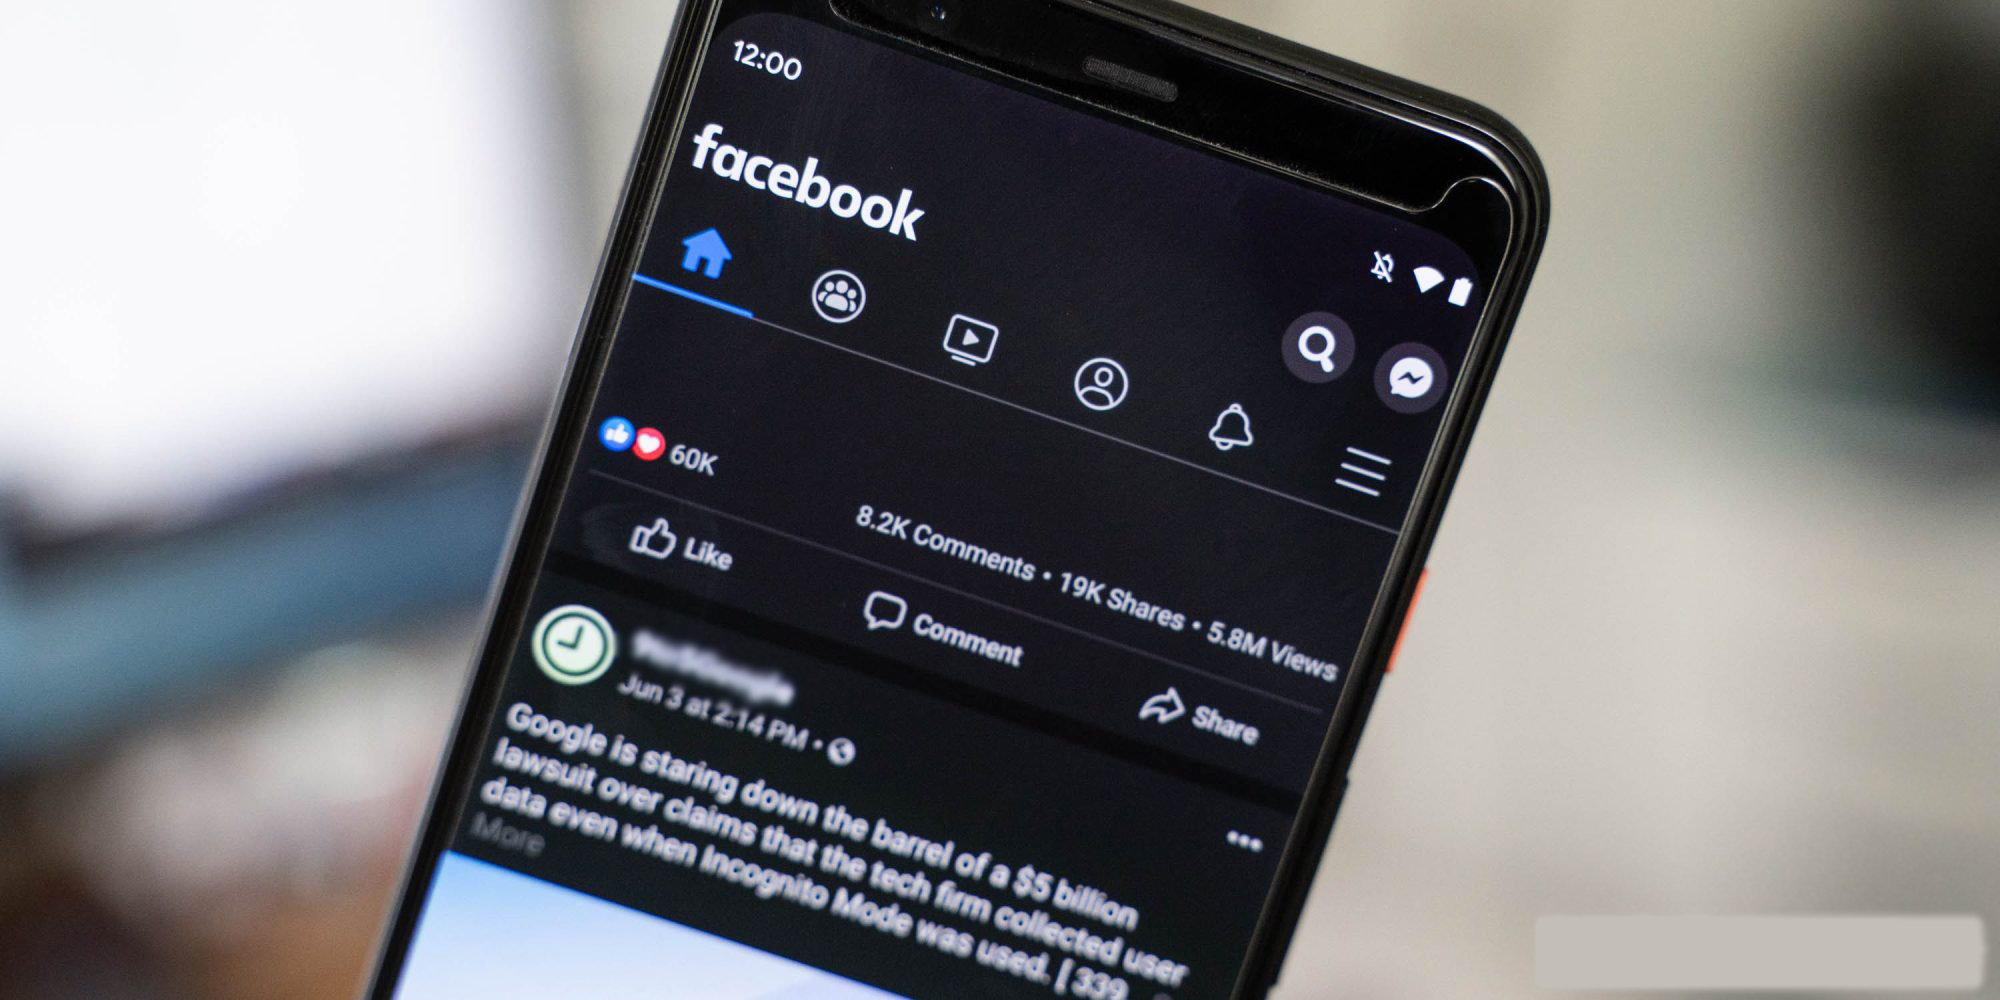 12:00
facebook
60K
8.2K Comments • 19K Shares • 5.8M Views
Like
Comment
Share
Jun 3 at 2:14 PM •
Google is staring down the barrel of a $5 billion
lawsuit over claims that the tech firm collected user
data even when Incognito Mode was used. [ 339
More